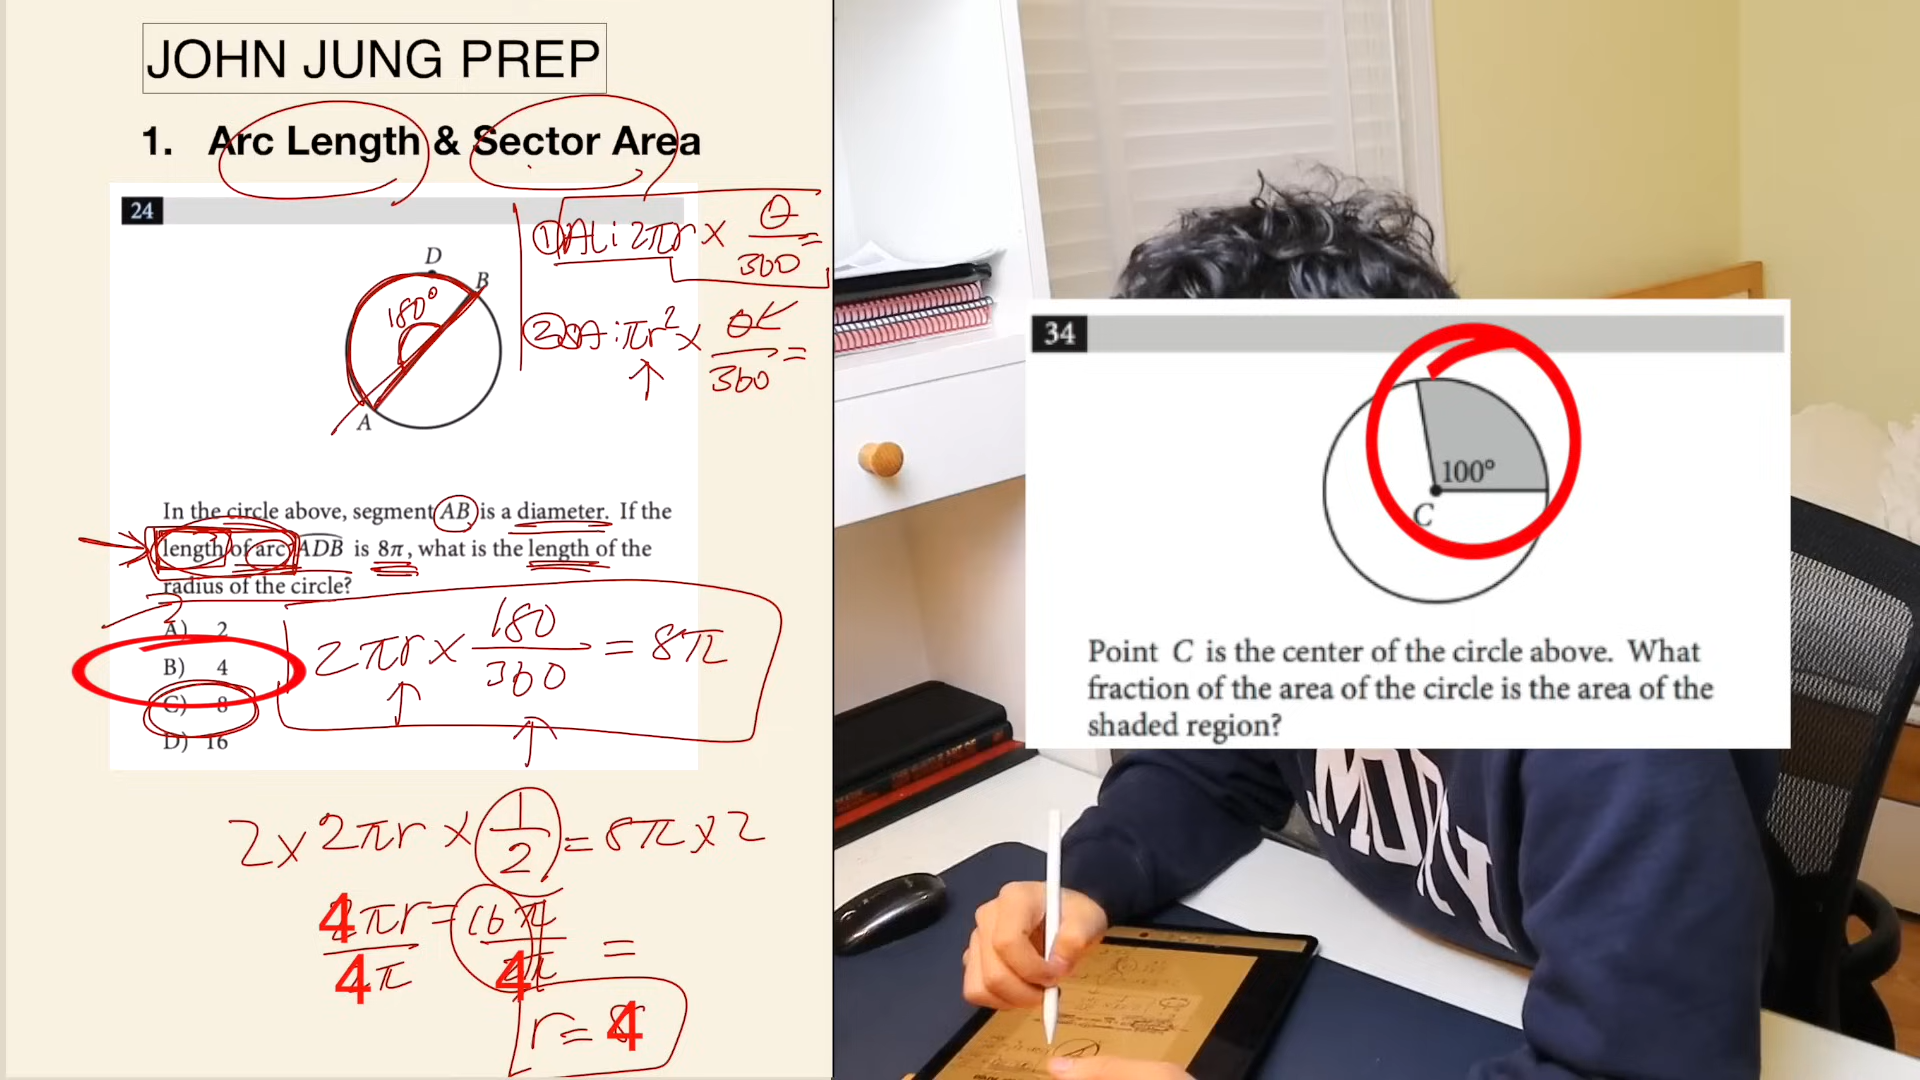 JOHN JUNG PREP
1. Arc Length & Sector Area
24
D
B
180°
A
① AL: 2πr × θ/360 =
② SA: πr² × θ/360 =
In the circle above, segment AB is a diameter. If the
length of arc ADB is 8π, what is the length of the
radius of the circle?
A) 2
B) 4
C) 8
D) 16
2πr × 180/360 = 8π
2 × 2πr × 1/2 = 8π × 2
4πr/4π = 16π/4π =
r = 4
34
100°
C
Point C is the center of the circle above. What
fraction of the area of the circle is the area of the
shaded region?